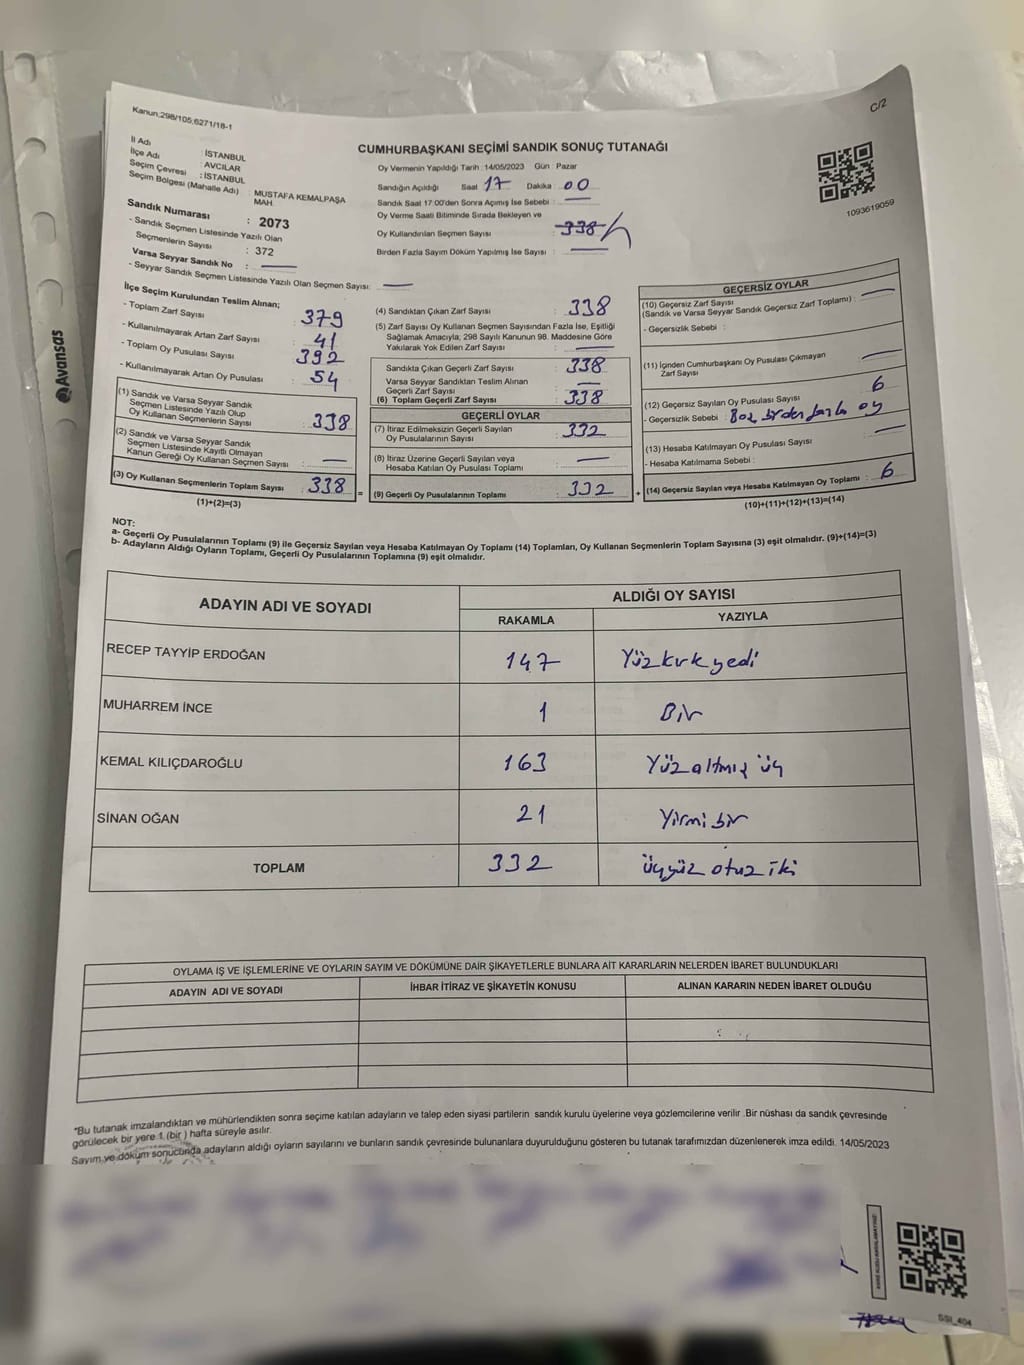 C/2
Kanun;298/105;6271/18-1
CUMHURBAŞKANI SEÇİMİ SANDIK SONUÇ TUTANAĞI
İl Adı : İSTANBUL
İlçe Adı : AVCILAR
Seçim Çevresi : İSTANBUL
Seçim Bölgesi (Mahalle Adı) : MUSTAFA KEMALPAŞA MAH
Sandık Numarası : 2073
- Sandık Seçmen Listesinde Yazılı Olan
Seçmenlerin Sayısı : 372
Varsa Seyyar Sandık No : —
- Seyyar Sandık Seçmen Listesinde Yazılı Olan Seçmen Sayısı: —
Oy Vermenin Yapıldığı Tarih : 14/05/2023 Gün : Pazar
Sandığın Açıldığı Saat 17 Dakika 00
Sandık Saat 17:00'den Sonra Açımış İse Sebebi : —
Oy Verme Saati Bitiminde Sırada Bekleyen ve
Oy Kullandırılan Seçmen Sayısı : 338
Birden Fazla Sayım Döküm Yapılmış İse Sayısı : —
1093619059
İlçe Seçim Kurulundan Teslim Alınan;
- Toplam Zarf Sayısı : 379
- Kullanılmayarak Artan Zarf Sayısı : 41
- Toplam Oy Pusulası Sayısı : 392
- Kullanılmayarak Artan Oy Pusulası : 54
(1) Sandık ve Varsa Seyyar Sandık
Seçmen Listesinde Yazılı Olup
Oy Kullanan Seçmenlerin Sayısı : 338
(2) Sandık ve Varsa Seyyar Sandık
Seçmen Listesinde Kayıtlı Olmayan
Kanun Gereği Oy Kullanan Seçmen Sayısı : —
(3) Oy Kullanan Seçmenlerin Toplam Sayısı : 338 =
(1)+(2)=(3)
(4) Sandıktan Çıkan Zarf Sayısı : 338
(5) Zarf Sayısı Oy Kullanan Seçmen Sayısından Fazla İse, Eşitliği
Sağlamak Amacıyla; 298 Sayılı Kanunun 98. Maddesine Göre
Yakılarak Yok Edilen Zarf Sayısı : —
Sandıkta Çıkan Geçerli Zarf Sayısı : 338
Varsa Seyyar Sandıktan Teslim Alınan
Geçerli Zarf Sayısı : —
(6) Toplam Geçerli Zarf Sayısı : 338
GEÇERLİ OYLAR
(7) İtiraz Edilmeksizin Geçerli Sayılan
Oy Pusulalarının Sayısı : 332
(8) İtiraz Üzerine Geçerli Sayılan veya
Hesaba Katılan Oy Pusulası Toplamı : —
(9) Geçerli Oy Pusulalarının Toplamı : 332 +
GEÇERSİZ OYLAR
(10) Geçersiz Zarf Sayısı
(Sandık ve Varsa Seyyar Sandık Geçersiz Zarf Toplamı) : —
- Geçersizlik Sebebi :
(11) İçinden Cumhurbaşkanı Oy Pusulası Çıkmayan
Zarf Sayısı : —
(12) Geçersiz Sayılan Oy Pusulası Sayısı : 6
- Geçersizlik Sebebi : birden fazla oy
(13) Hesaba Katılmayan Oy Pusulası Sayısı : —
- Hesaba Katılmama Sebebi :
(14) Geçersiz Sayılan veya Hesaba Katılmayan Oy Toplamı : 6
(10)+(11)+(12)+(13)=(14)
NOT:
a- Geçerli Oy Pusulalarının Toplamı (9) ile Geçersiz Sayılan veya Hesaba Katılmayan Oy Toplamı (14) Toplamları, Oy Kullanan Seçmenlerin Toplam Sayısına (3) eşit olmalıdır. (9)+(14)=(3)
b- Adayların Aldığı Oyların Toplamı, Geçerli Oy Pusulalarının Toplamına (9) eşit olmalıdır.
ADAYIN ADI VE SOYADI ALDIĞI OY SAYISI
RAKAMLA YAZIYLA
RECEP TAYYİP ERDOĞAN 147 Yüzkırkyedi
MUHARREM İNCE 1 Bir
KEMAL KILIÇDAROĞLU 163 Yüzaltmış üç
SİNAN OĞAN 21 Yirmi bir
TOPLAM 332 üçyüz otuz iki
OYLAMA İŞ VE İŞLEMLERİNE VE OYLARIN SAYIM VE DÖKÜMÜNE DAİR ŞİKAYETLERLE BUNLARA AİT KARARLARIN NELERDEN İBARET BULUNDUKLARI
ADAYIN ADI VE SOYADI İHBAR İTİRAZ VE ŞİKAYETİN KONUSU ALINAN KARARIN NEDEN İBARET OLDUĞU
"Bu tutanak imzalandıktan ve mühürlendikten sonra seçime katılan adayların ve talep eden siyasi partilerin sandık kurulu üyelerine veya gözlemcilerine verilir .Bir nüshası da sandık çevresinde
görülecek bir yere 1 (bir ) hafta süreyle asılır.
Sayım ve döküm sonucunda adayların aldığı oyların sayılarını ve bunların sandık çevresinde bulunanlara duyurulduğunu gösteren bu tutanak tarafımızdan düzenlenerek imza edildi. 14/05/2023
SSI_404
Avansas